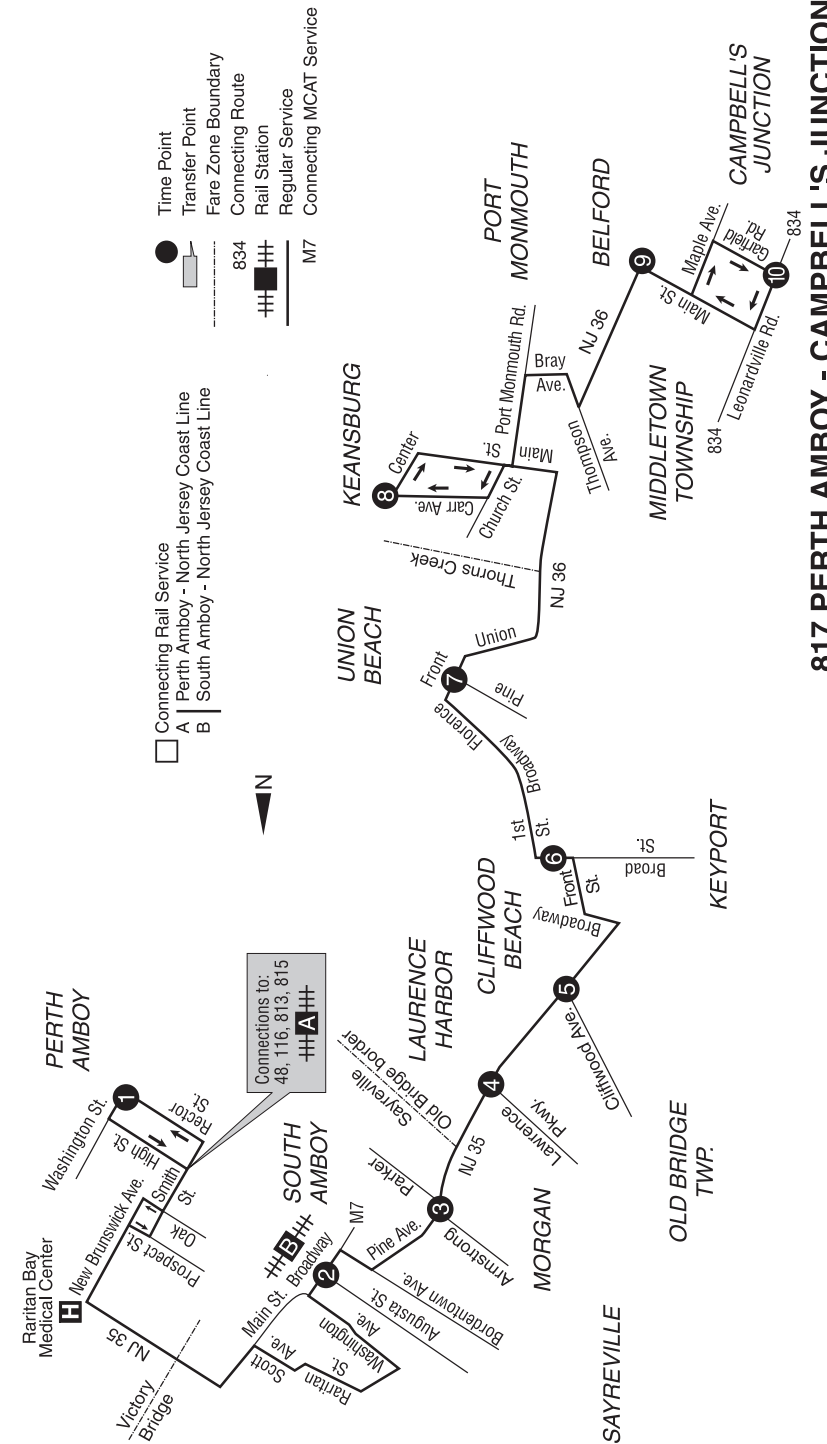 817 PERTH AMBOY - CAMPBELL'S JUNCTION
Time Point
Transfer Point
Fare Zone Boundary
834 Connecting Route
Rail Station
Regular Service
M7 Connecting MCAT Service
Connecting Rail Service
A Perth Amboy - North Jersey Coast Line
B South Amboy - North Jersey Coast Line
N
PERTH
AMBOY
Washington St.
1
High St.
Rector
St.
Smith
St.
Connections to:
48, 116, 813, 815
A
New Brunswick Ave.
Oak
Prospect St.
Raritan Bay
Medical Center
H
NJ 35
Victory
Bridge
SOUTH
AMBOY
B
Main St.
Broadway
M7
2
Scott
Ave.
Raritan
St.
Washington
Ave.
Augusta St.
Bordentown Ave.
Pine Ave.
Parker
3
Armstrong
MORGAN
SAYREVILLE
NJ 35
Sayreville
Old Bridge border
LAURENCE
HARBOR
4
Lawrence
Pkwy.
OLD BRIDGE
TWP.
CLIFFWOOD
BEACH
5
Cliffwood Ave.
Broadway
Front
St.
6
Broad
St.
KEYPORT
1st
St.
Broadway
Florence
Front
7
Pine
Union
UNION
BEACH
NJ 36
Thorns Creek
KEANSBURG
8
Center
Carr Ave.
Church St.
Main
St.
Port Monmouth Rd.
PORT
MONMOUTH
Bray
Ave.
Thompson
Ave.
NJ 36
BELFORD
9
MIDDLETOWN
TOWNSHIP
Main St.
Maple Ave.
Garfield
Rd.
10
834
Leonardville Rd.
834
CAMPBELL'S
JUNCTION